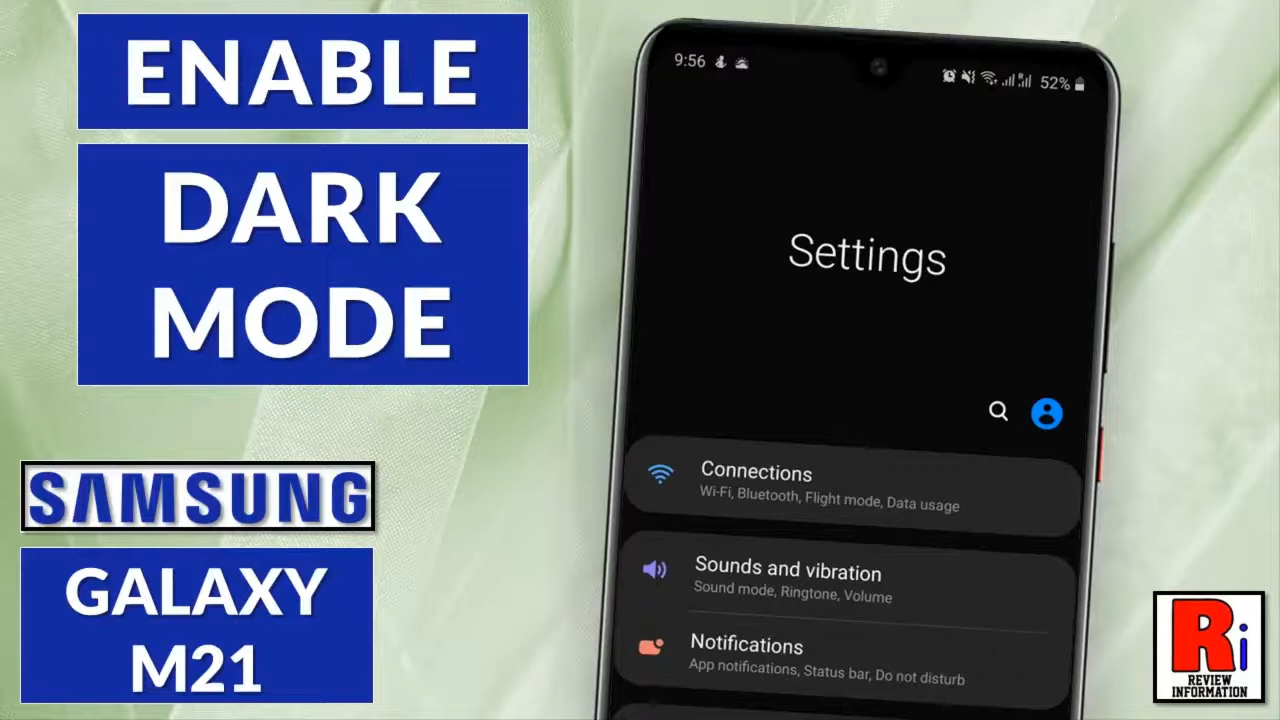 ENABLE
DARK
MODE
SAMSUNG
GALAXY
M21
9:56
52%
Settings
Connections
Wi-Fi, Bluetooth, Flight mode, Data usage
Sounds and vibration
Sound mode, Ringtone, Volume
Notifications
App notifications, Status bar, Do not disturb
Ri
REVIEW
INFORMATION